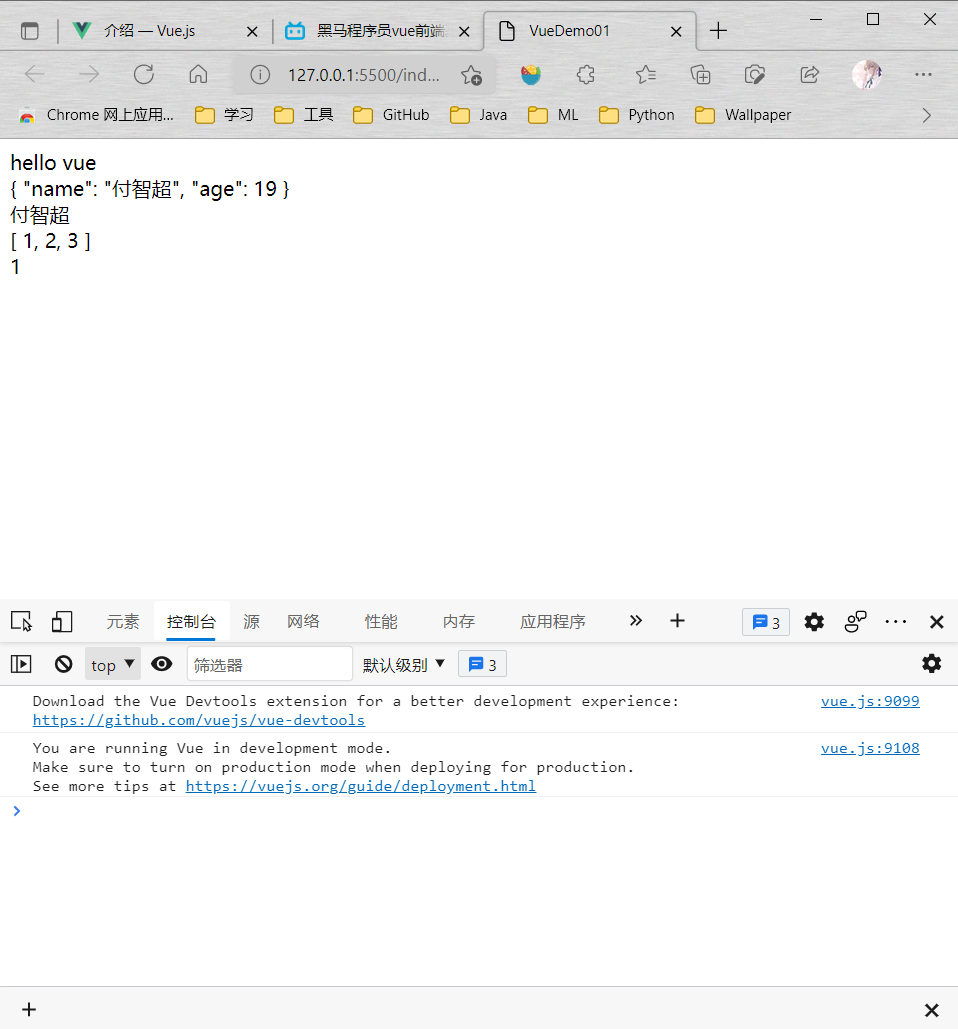 介绍 — Vue.js
黑马程序员vue前端
VueDemo01
127.0.0.1:5500/ind...
Chrome 网上应用... 学习 工具 GitHub Java ML Python Wallpaper
hello vue
{ "name": "付智超", "age": 19 }
付智超
[ 1, 2, 3 ]
1
元素 控制台 源 网络 性能 内存 应用程序 3
top 筛选器 默认级别 3
Download the Vue Devtools extension for a better development experience: vue.js:9099
https://github.com/vuejs/vue-devtools
You are running Vue in development mode. vue.js:9108
Make sure to turn on production mode when deploying for production.
See more tips at https://vuejs.org/guide/deployment.html